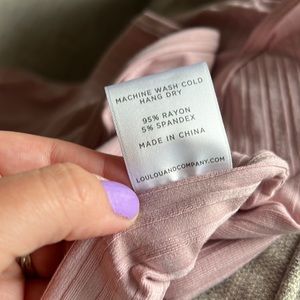 MACHINE WASH COLD
HANG DRY
95% RAYON
5% SPANDEX
MADE IN CHINA
LOULOUANDCOMPANY.COM